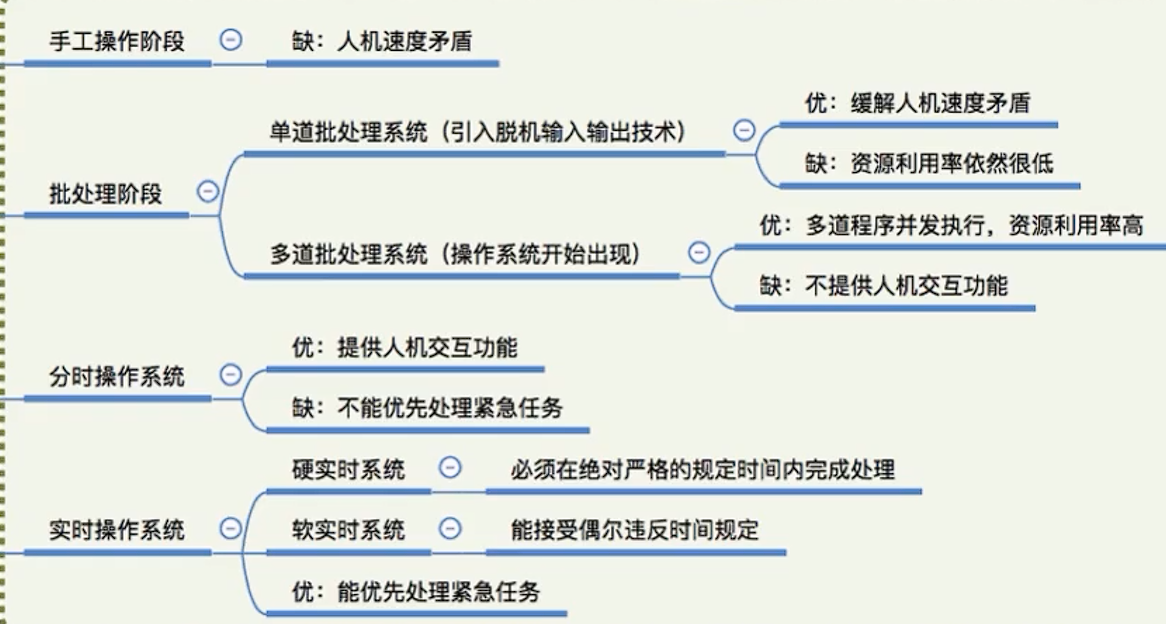 手工操作阶段
缺：人机速度矛盾
批处理阶段
单道批处理系统（引入脱机输入输出技术）
优：缓解人机速度矛盾
缺：资源利用率依然很低
多道批处理系统（操作系统开始出现）
优：多道程序并发执行，资源利用率高
缺：不提供人机交互功能
分时操作系统
优：提供人机交互功能
缺：不能优先处理紧急任务
实时操作系统
硬实时系统
必须在绝对严格的规定时间内完成处理
软实时系统
能接受偶尔违反时间规定
优：能优先处理紧急任务